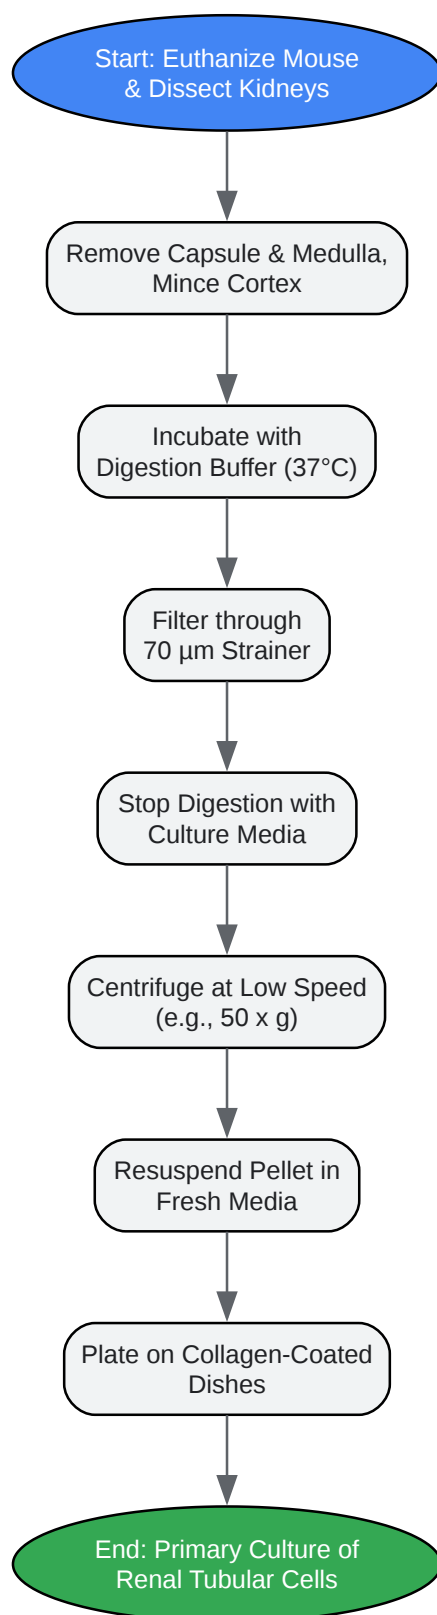 Start: Euthanize Mouse
& Dissect Kidneys
Remove Capsule & Medulla,
Mince Cortex
Incubate with
Digestion Buffer (37°C)
Filter through
70 µm Strainer
Stop Digestion with
Culture Media
Centrifuge at Low Speed
(e.g., 50 x g)
Resuspend Pellet in
Fresh Media
Plate on Collagen-Coated
Dishes
End: Primary Culture of
Renal Tubular Cells